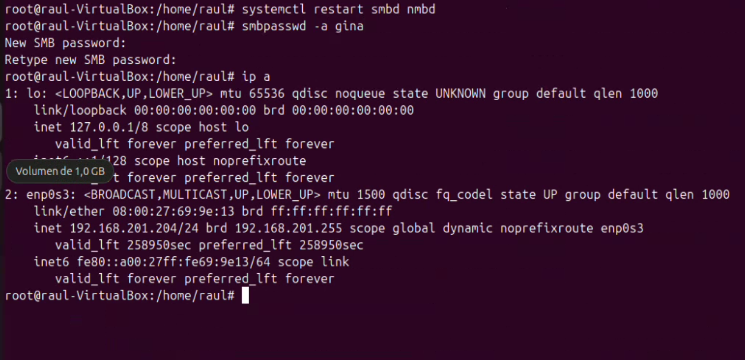 root@raul-VirtualBox:/home/raul# systemctl restart smbd nmbd
root@raul-VirtualBox:/home/raul# smbpasswd -a gina
New SMB password:
Retype new SMB password:
root@raul-VirtualBox:/home/raul# ip a
1: lo: <LOOPBACK,UP,LOWER_UP> mtu 65536 qdisc noqueue state UNKNOWN group default qlen 1000
    link/loopback 00:00:00:00:00:00 brd 00:00:00:00:00:00
    inet 127.0.0.1/8 scope host lo
       valid_lft forever preferred_lft forever
    inet6 ::1/128 scope host noprefixroute
Volumen de 1,0 GB
ft forever preferred_lft forever
2: enp0s3: <BROADCAST,MULTICAST,UP,LOWER_UP> mtu 1500 qdisc fq_codel state UP group default qlen 1000
    link/ether 08:00:27:69:9e:13 brd ff:ff:ff:ff:ff:ff
    inet 192.168.201.204/24 brd 192.168.201.255 scope global dynamic noprefixroute enp0s3
       valid_lft 258950sec preferred_lft 258950sec
    inet6 fe80::a00:27ff:fe69:9e13/64 scope link
       valid_lft forever preferred_lft forever
root@raul-VirtualBox:/home/raul#